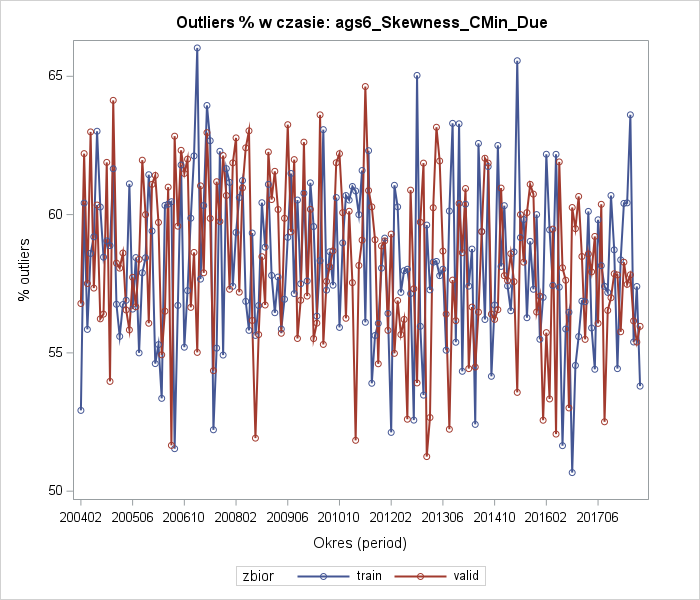 Outliers % w czasie: ags6_Skewness_CMin_Due
% outliers
65
60
55
50
200402 200506 200610 200802 200906 201010 201202 201306 201410 201602 201706
Okres (period)
zbior train valid